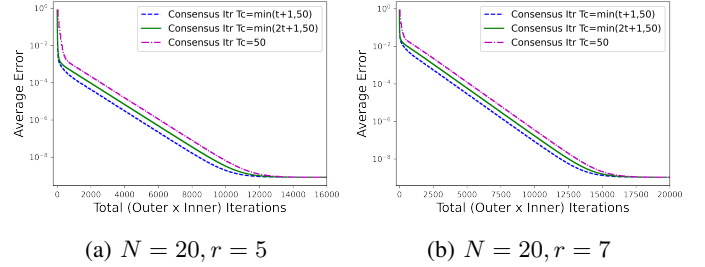 Average Error
10^0
10^-2
10^-4
10^-6
10^-8
Consensus Itr Tc=min(t+1,50)
Consensus Itr Tc=min(2t+1,50)
Consensus Itr Tc=50
0 2000 4000 6000 8000 10000 12000 14000 16000
Total (Outer x Inner) Iterations
(a) N = 20, r = 5
Average Error
10^0
10^-2
10^-4
10^-6
10^-8
Consensus Itr Tc=min(t+1,50)
Consensus Itr Tc=min(2t+1,50)
Consensus Itr Tc=50
0 2500 5000 7500 10000 12500 15000 17500 20000
Total (Outer x Inner) Iterations
(b) N = 20, r = 7